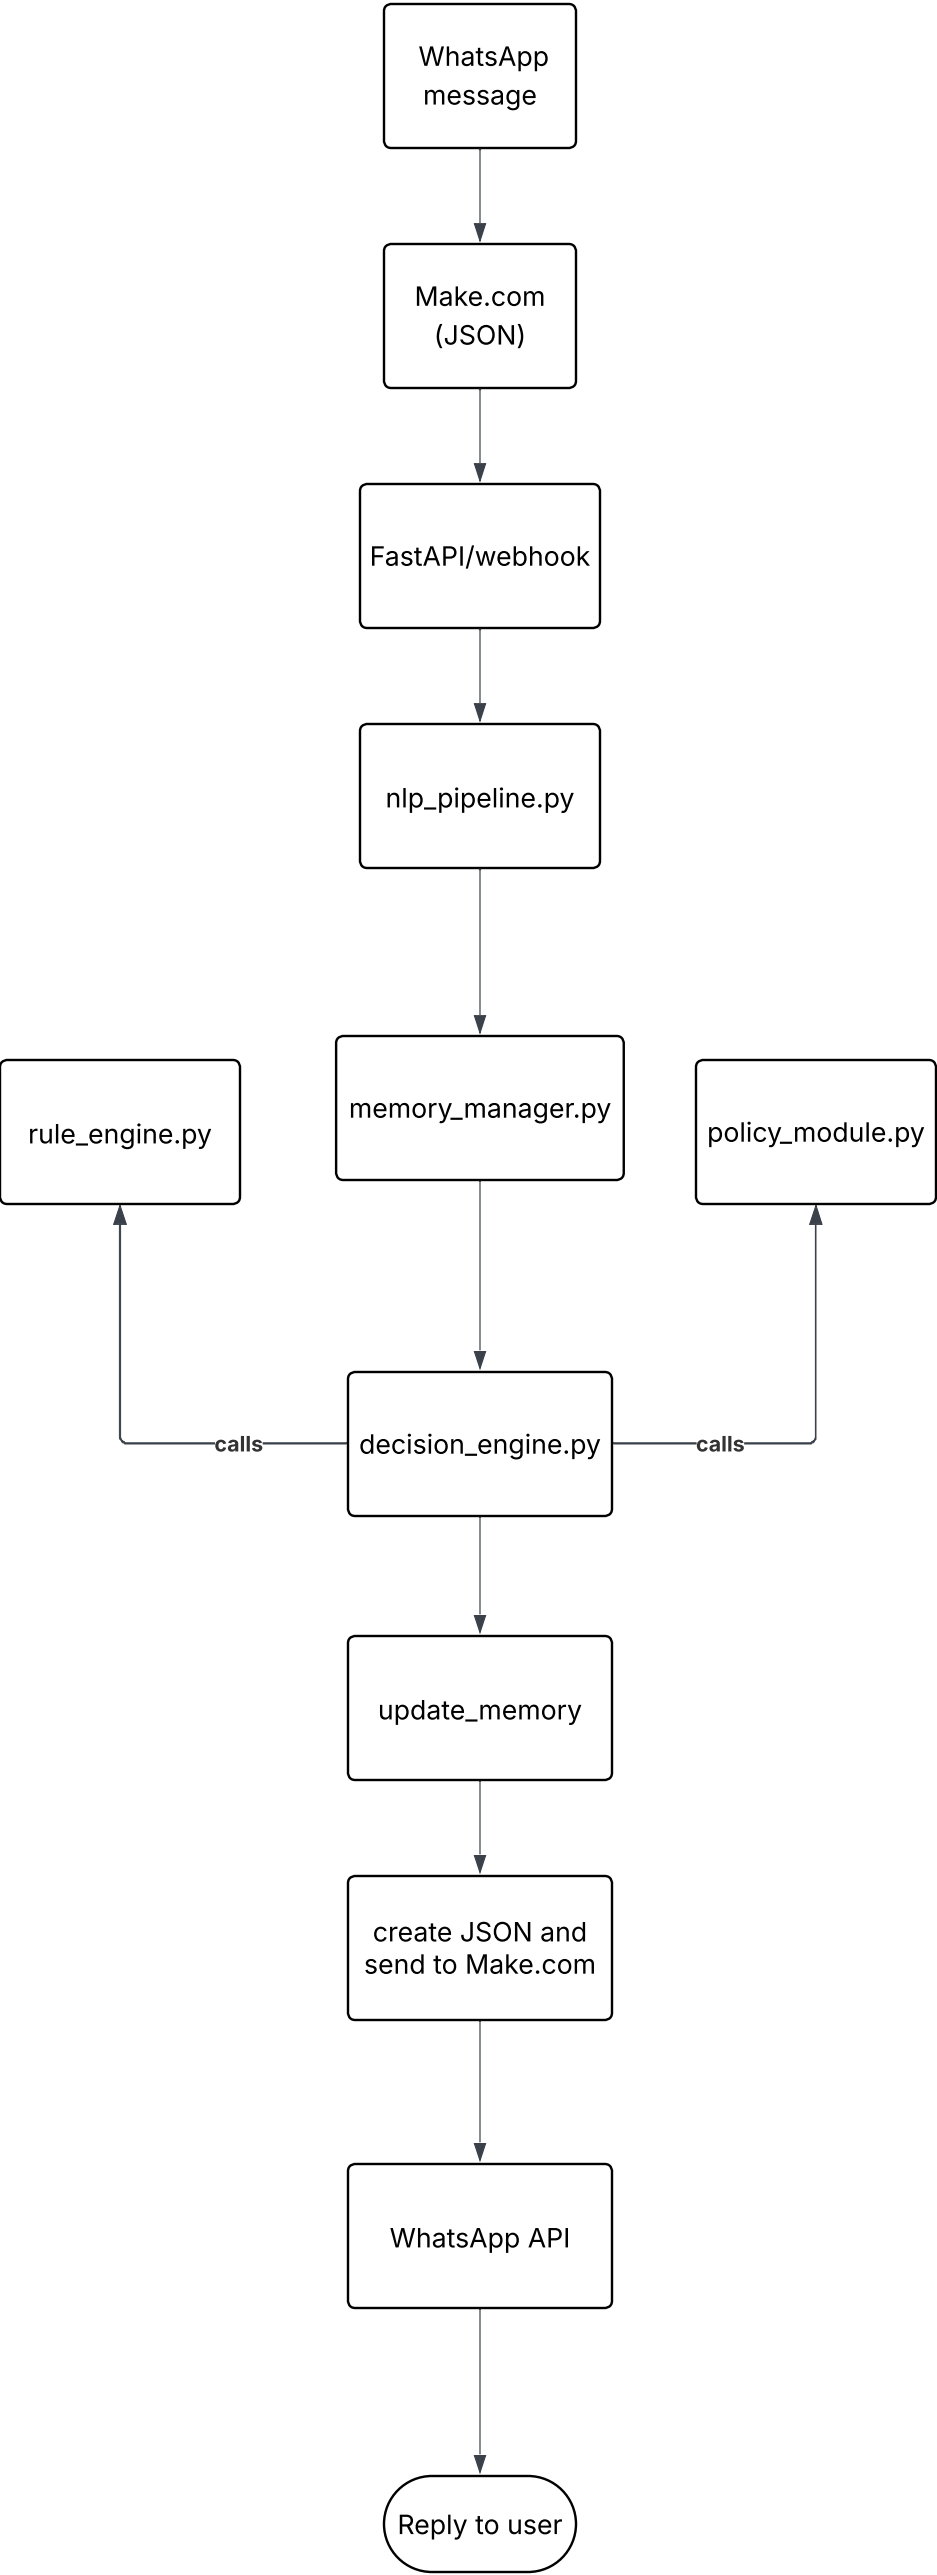 WhatsApp
message
Make.com
(JSON)
FastAPI/webhook
nlp_pipeline.py
rule_engine.py
memory_manager.py
policy_module.py
calls
decision_engine.py
calls
update_memory
create JSON and
send to Make.com
WhatsApp API
Reply to user